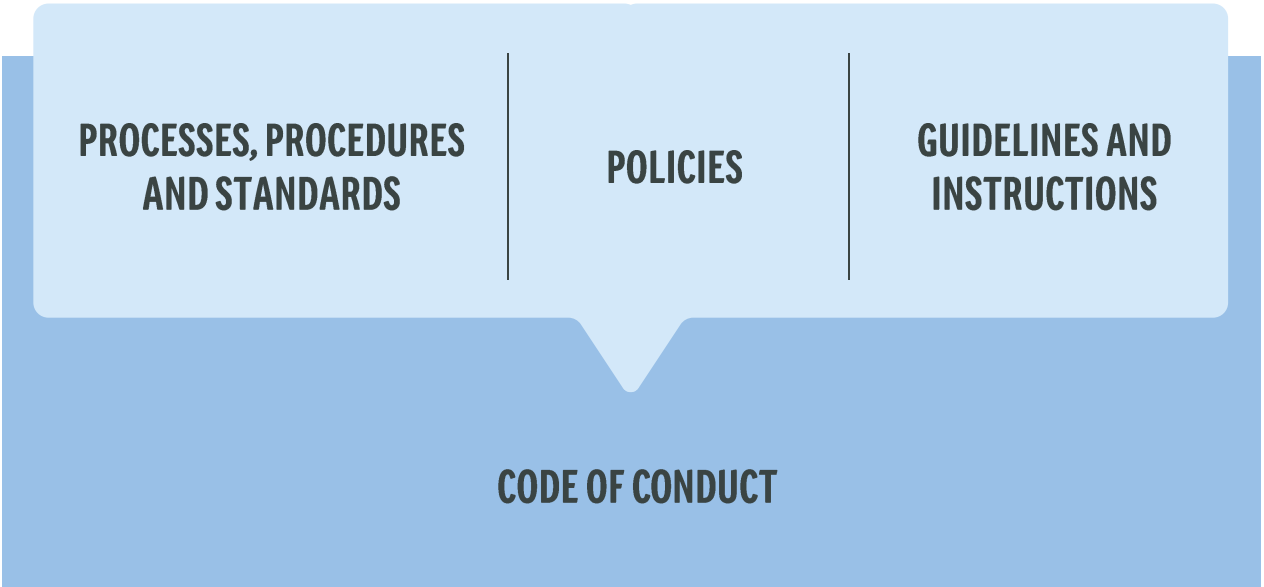 PROCESSES, PROCEDURES
AND STANDARDS
POLICIES
GUIDELINES AND
INSTRUCTIONS
CODE OF CONDUCT